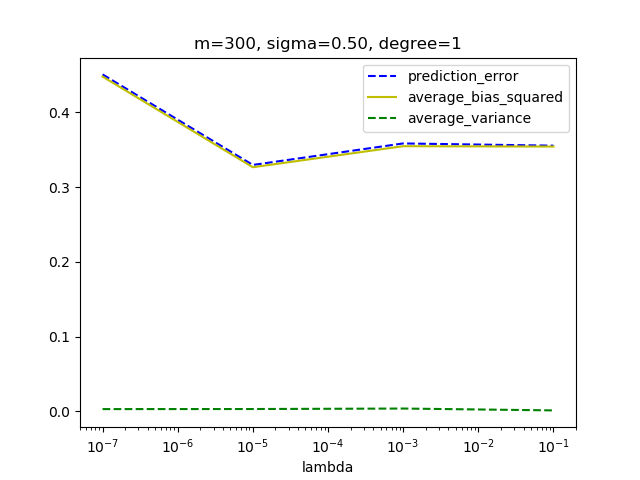 m=300, sigma=0.50, degree=1
prediction_error
average_bias_squared
average_variance
0.4
0.3
0.2
0.1
0.0
10⁻⁷ 10⁻⁶ 10⁻⁵ 10⁻⁴ 10⁻³ 10⁻² 10⁻¹
lambda